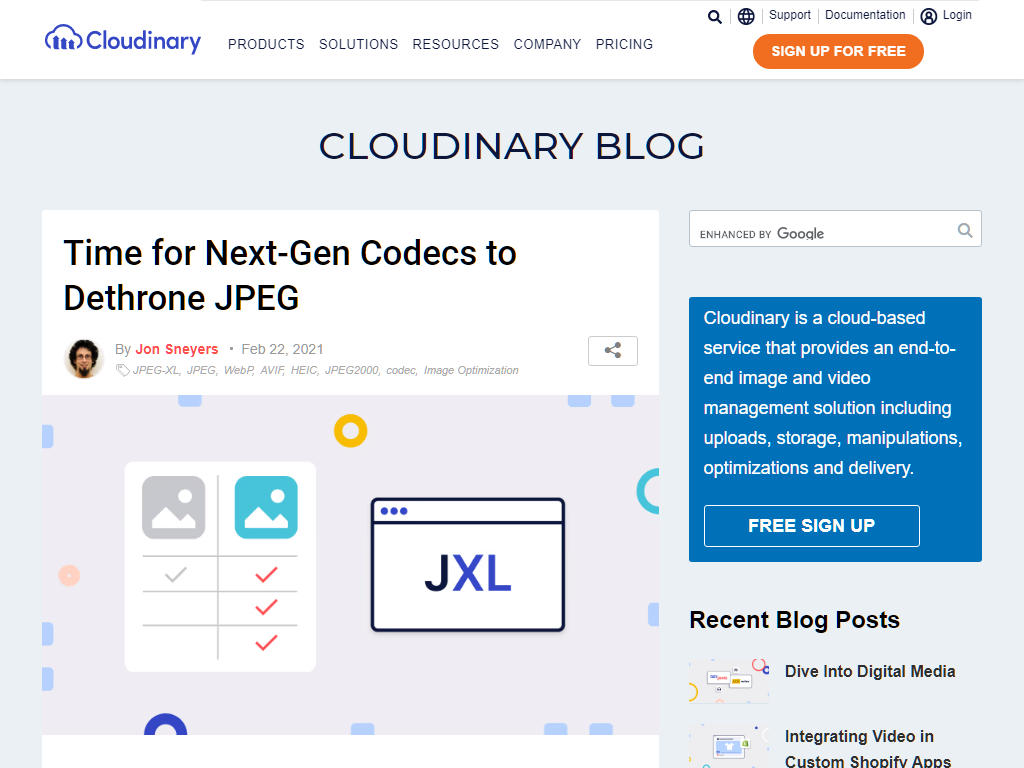 Support
Documentation
Login
Cloudinary
PRODUCTS
SOLUTIONS
RESOURCES
COMPANY
PRICING
SIGN UP FOR FREE
CLOUDINARY BLOG
Time for Next-Gen Codecs to
Dethrone JPEG
By Jon Sneyers • Feb 22, 2021
JPEG-XL, JPEG, WebP, AVIF, HEIC, JPEG2000, codec, Image Optimization
JXL
ENHANCED BY Google
Cloudinary is a cloud-based
service that provides an end-to-
end image and video
management solution including
uploads, storage, manipulations,
optimizations and delivery.
FREE SIGN UP
Recent Blog Posts
Dive Into Digital Media
Integrating Video in
Custom Shopify Apps